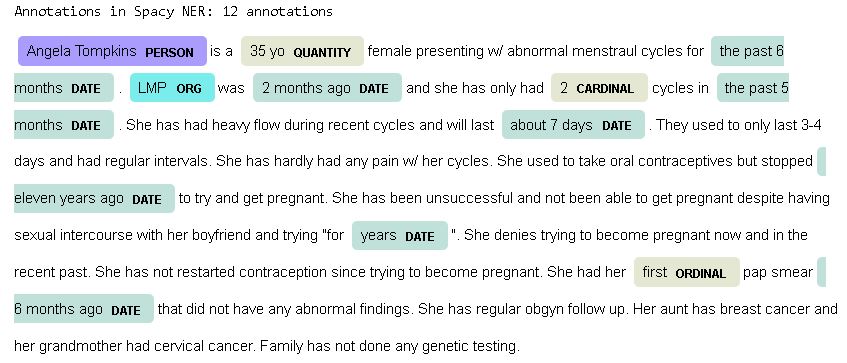 Annotations in Spacy NER: 12 annotations
Angela Tompkins PERSON is a 35 yo QUANTITY female presenting w/ abnormal menstraul cycles for the past 6
months DATE . LMP ORG was 2 months ago DATE and she has only had 2 CARDINAL cycles in the past 5
months DATE . She has had heavy flow during recent cycles and will last about 7 days DATE . They used to only last 3-4
days and had regular intervals. She has hardly had any pain w/ her cycles. She used to take oral contraceptives but stopped
eleven years ago DATE to try and get pregnant. She has been unsuccessful and not been able to get pregnant despite having
sexual intercourse with her boyfriend and trying "for years DATE ". She denies trying to become pregnant now and in the
recent past. She has not restarted contraception since trying to become pregnant. She had her first ORDINAL pap smear
6 months ago DATE that did not have any abnormal findings. She has regular obgyn follow up. Her aunt has breast cancer and
her grandmother had cervical cancer. Family has not done any genetic testing.